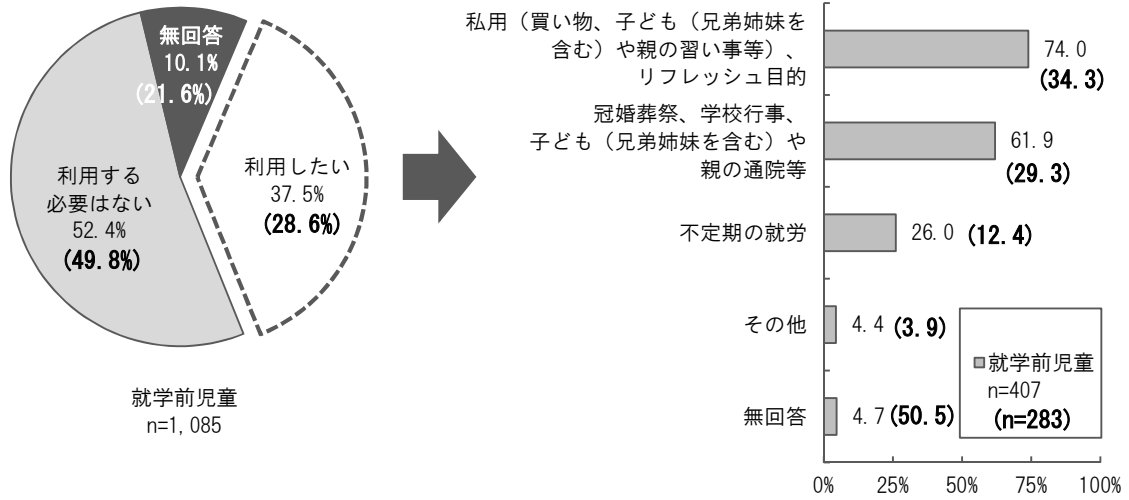 無回答
10.1%
(21.6%)
利用したい
37.5%
(28.6%)
利用する
必要はない
52.4%
(49.8%)
就学前児童
n=1,085
私用（買い物、子ども（兄弟姉妹を
含む）や親の習い事等）、
リフレッシュ目的
74.0
(34.3)
冠婚葬祭、学校行事、
子ども（兄弟姉妹を含む）や
親の通院等
61.9
(29.3)
不定期の就労
26.0 (12.4)
その他
4.4 (3.9)
無回答
4.7 (50.5)
就学前児童
n=407
(n=283)
0% 25% 50% 75% 100%